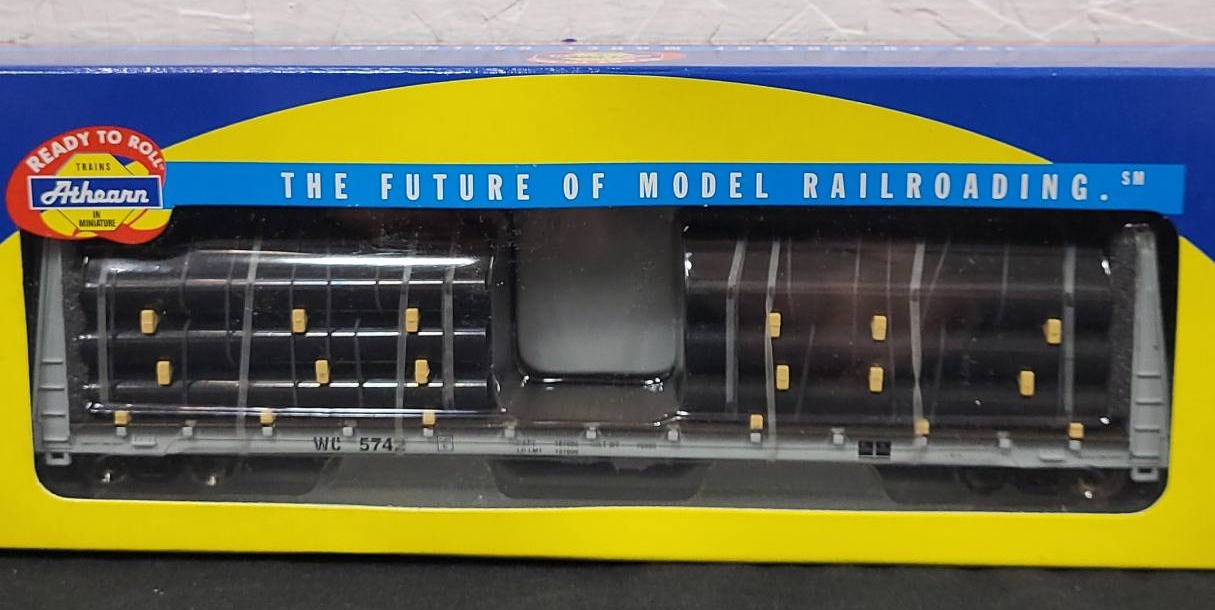 READY TO ROLL
TRAINS
Athearn
IN
MINIATURE
THE FUTURE OF MODEL RAILROADING.SM
WC 5742